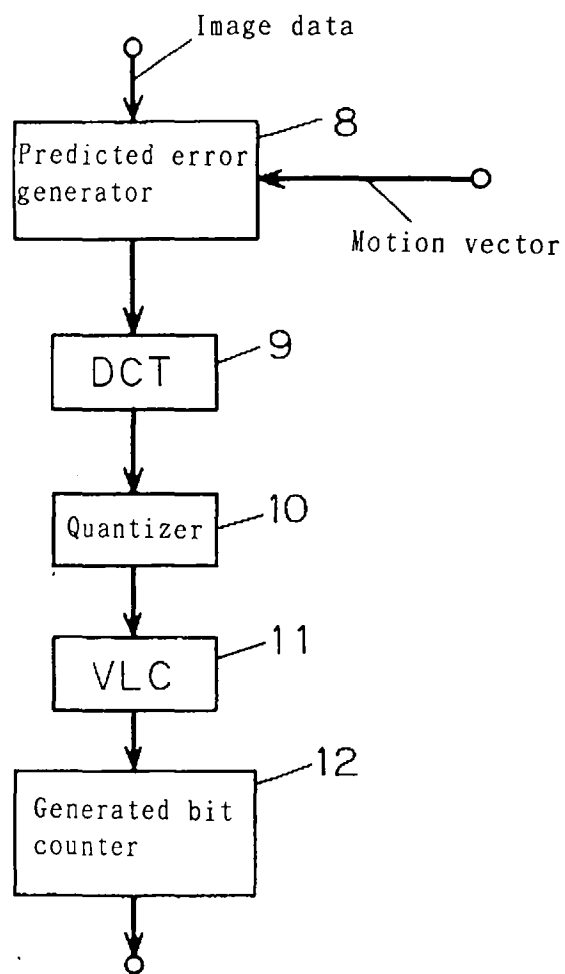 Image data
8
Predicted error
generator
Motion vector
9
DCT
10
Quantizer
11
VLC
12
Generated bit
counter